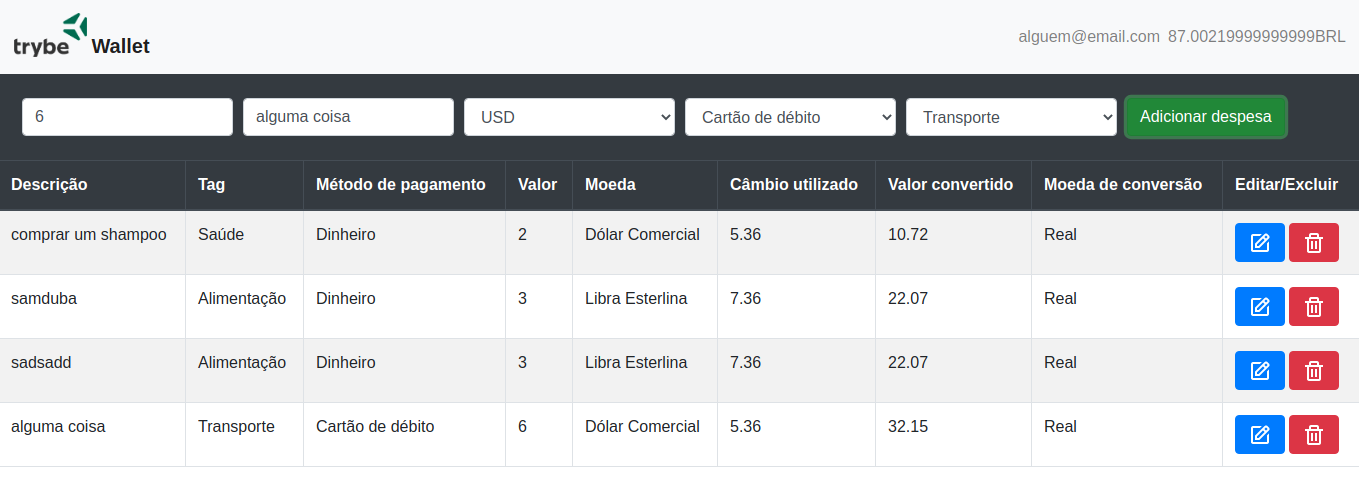 trybe Wallet alguem@email.com 87.00219999999999BRL
6 alguma coisa USD Cartão de débito Transporte Adicionar despesa
Descrição Tag Método de pagamento Valor Moeda Câmbio utilizado Valor convertido Moeda de conversão Editar/Excluir
comprar um shampoo Saúde Dinheiro 2 Dólar Comercial 5.36 10.72 Real
samduba Alimentação Dinheiro 3 Libra Esterlina 7.36 22.07 Real
sadsadd Alimentação Dinheiro 3 Libra Esterlina 7.36 22.07 Real
alguma coisa Transporte Cartão de débito 6 Dólar Comercial 5.36 32.15 Real